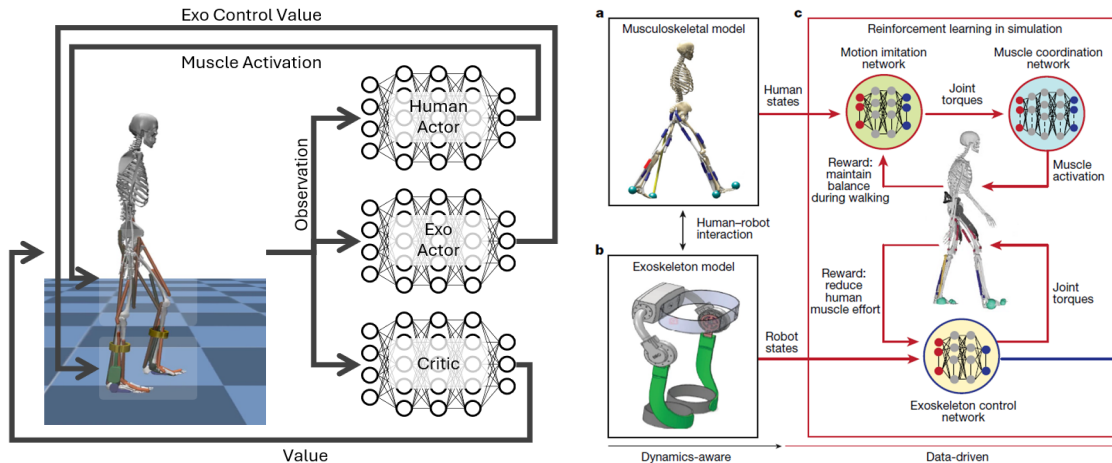 Exo Control Value
Muscle Activation
Human
Actor
Observation
Exo
Actor
Critic
Value
a
Musculoskeletal model
Human
states
Human–robot
interaction
b
Exoskeleton model
Robot
states
Dynamics-aware
c
Reinforcement learning in simulation
Motion imitation
network
Muscle coordination
network
Joint
torques
Reward:
maintain
balance
during walking
Muscle
activation
Reward:
reduce
human
muscle effort
Joint
torques
Exoskeleton control
network
Data-driven